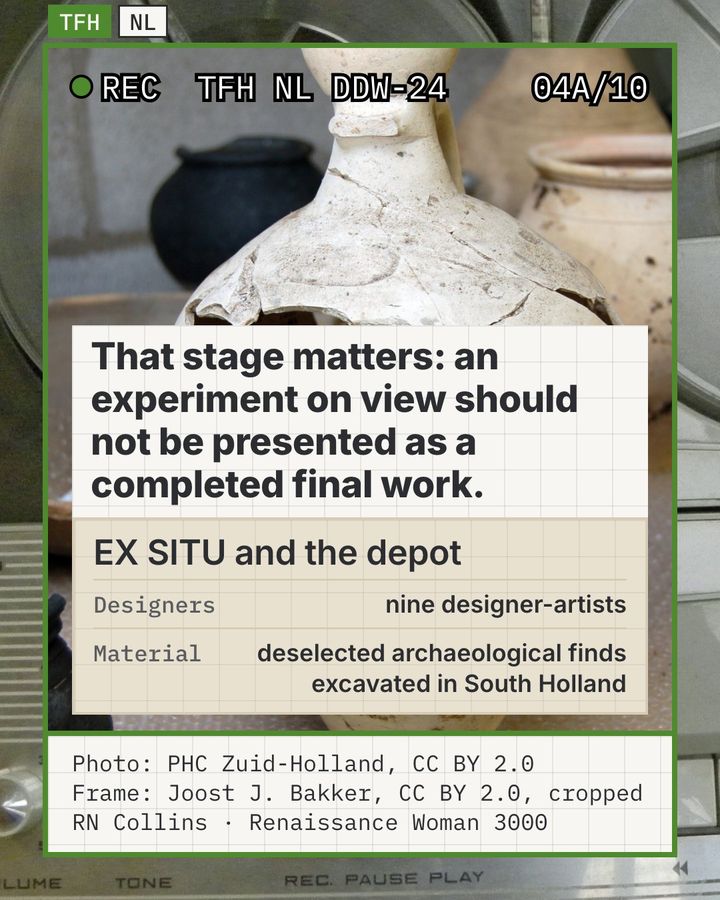 TFH NL
REC TFH NL DDW-24 04A/10
That stage matters: an
experiment on view should
not be presented as a
completed final work.
EX SITU and the depot
Designers nine designer-artists
Material deselected archaeological finds
excavated in South Holland
Photo: PHC Zuid-Holland, CC BY 2.0
Frame: Joost J. Bakker, CC BY 2.0, cropped
RN Collins · Renaissance Woman 3000
TONE REC. PAUSE PLAY